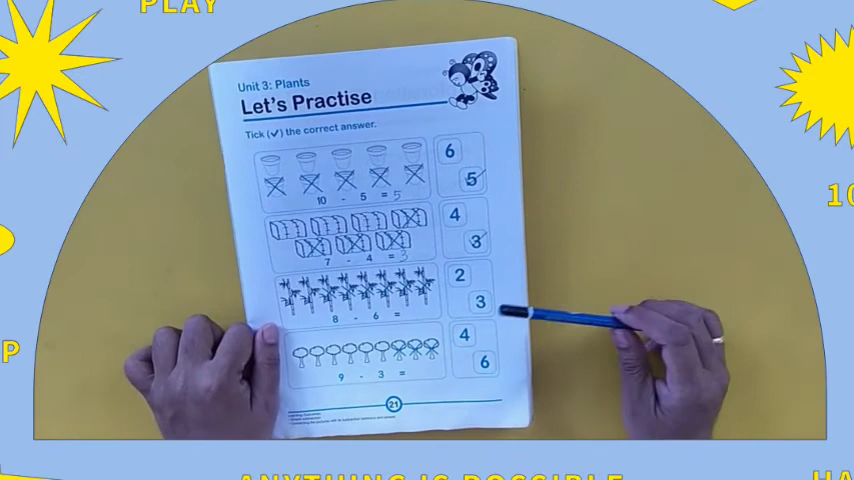 PLAY
Unit 3: Plants
Let's Practise
Tick (✓) the correct answer.
10 - 5 = 5
6
5
7 - 4 = 3
4
3
8 - 6 =
2
3
9 - 3 =
4
6
21
10
P
ANYTHING IS POSSIBLE
HA